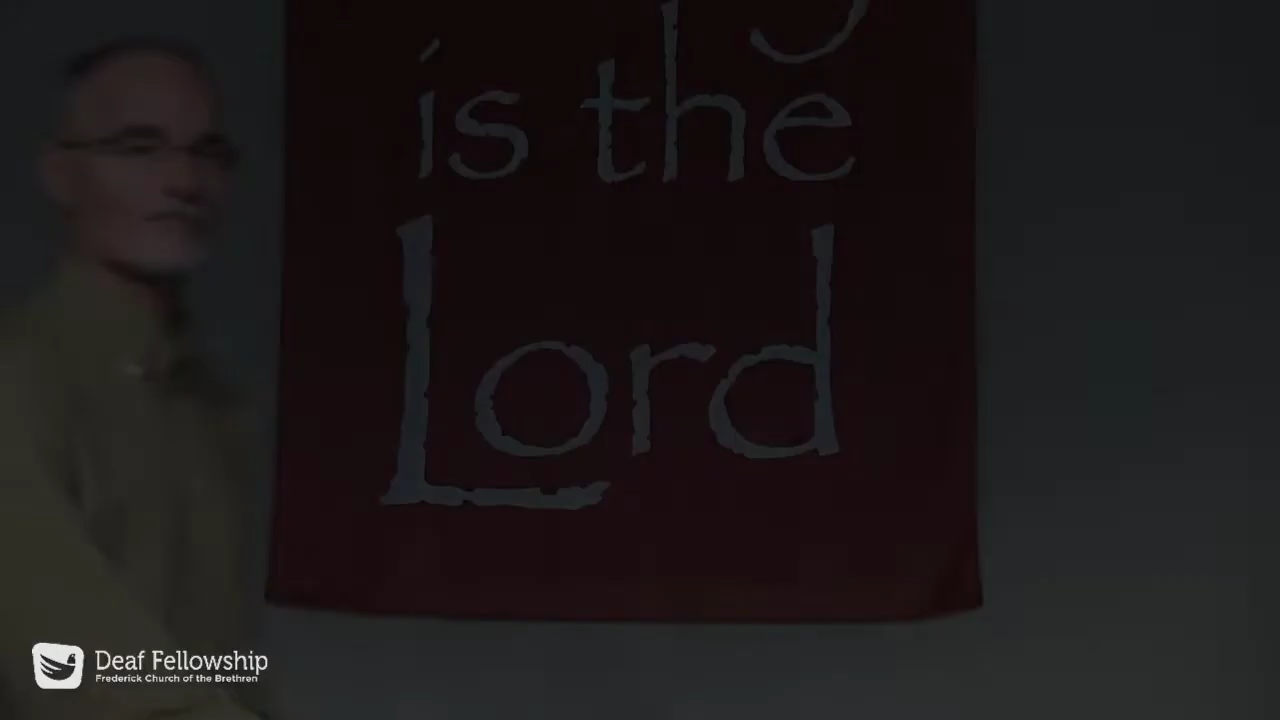 is the
Lord
Deaf Fellowship
Frederick Church of the Brethren